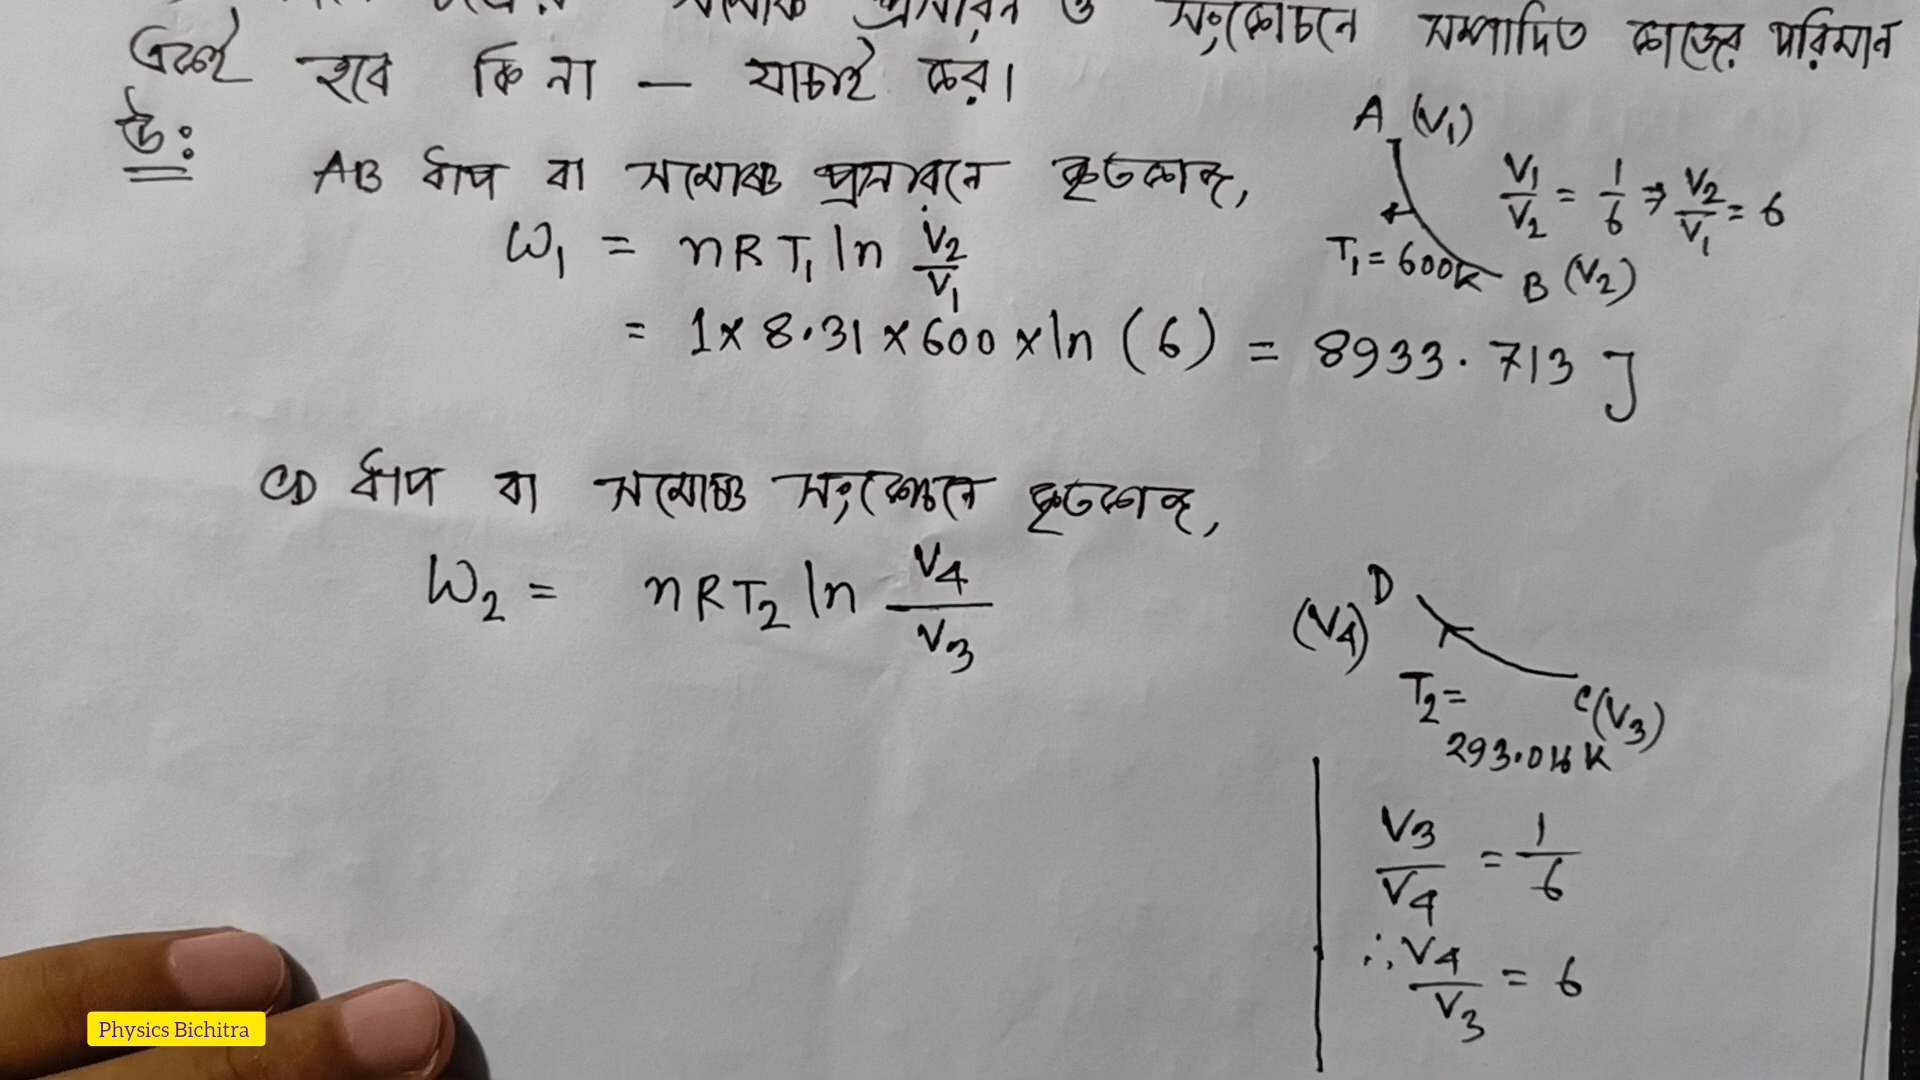 সমোষ্ণ প্রসারন ও সংকোচনে সম্পাদিত কাজের পরিমান
একই হবে কি না – যাচাই কর।
উঃ
AB ধাপ বা সমোষ্ণ প্রসারনে কৃতকাজ,
A (V₁)
V₁/V₂ = 1/6 ⇒ V₂/V₁ = 6
T₁ = 600K
B (V₂)
W₁ = nRT₁ ln V₂/V₁
= 1 × 8.31 × 600 × ln (6) = 8933.713 J
CD ধাপ বা সমোষ্ণ সংকোচনে কৃতকাজ,
W₂ = nRT₂ ln V₄/V₃
(V₄) D
T₂ =
C (V₃)
293.016 K
V₃/V₄ = 1/6
∴ V₄/V₃ = 6
Physics Bichitra